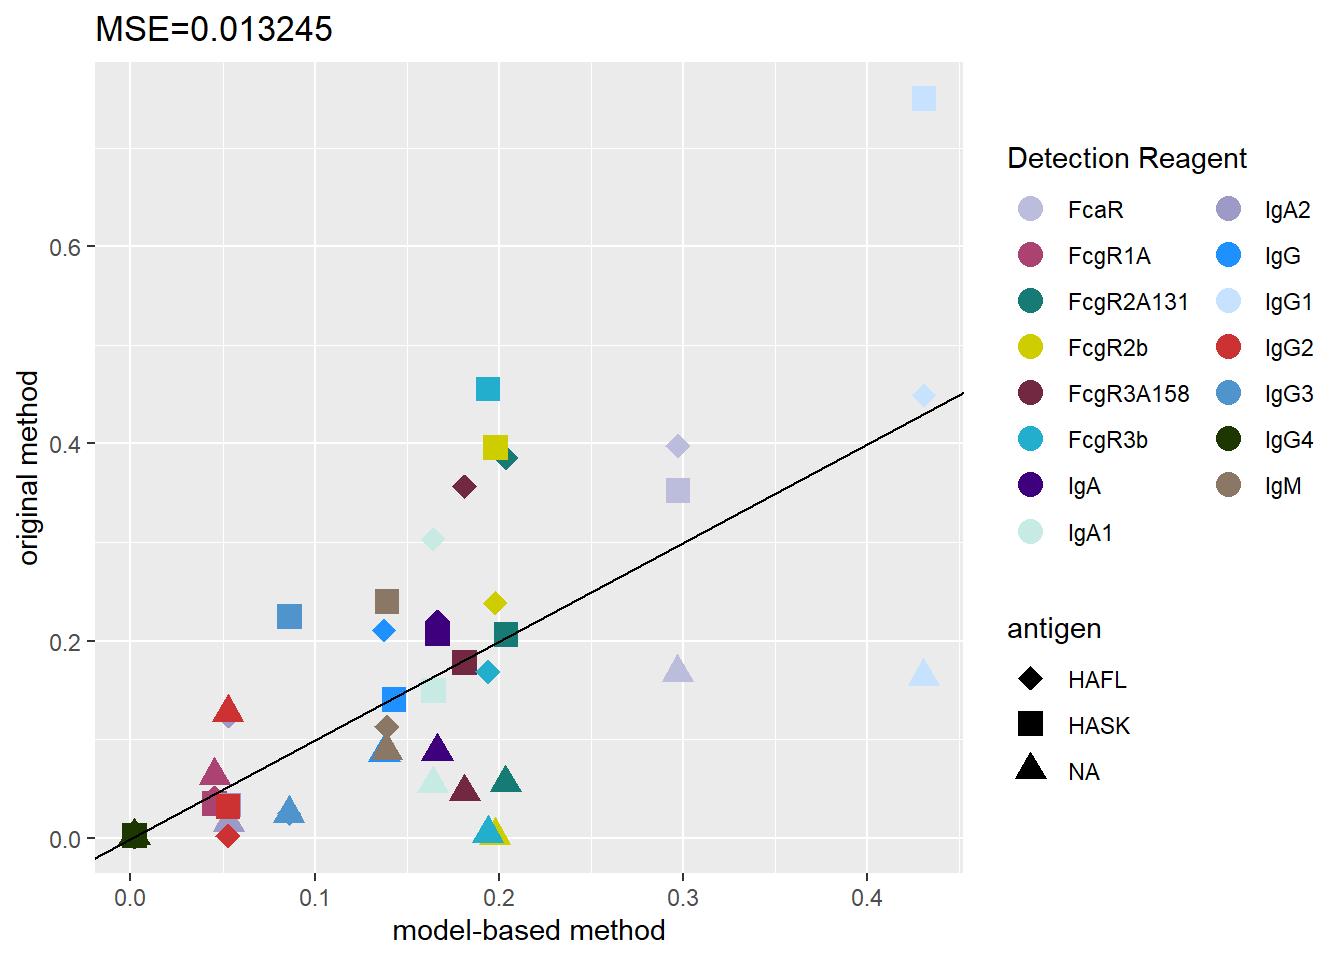 MSE=0.013245
original method
0.6
0.4
0.2
0.0
0.0 0.1 0.2 0.3 0.4
model-based method
Detection Reagent
FcaR IgA2
FcgR1A IgG
FcgR2A131 IgG1
FcgR2b IgG2
FcgR3A158 IgG3
FcgR3b IgG4
IgA IgM
IgA1
antigen
HAFL
HASK
NA